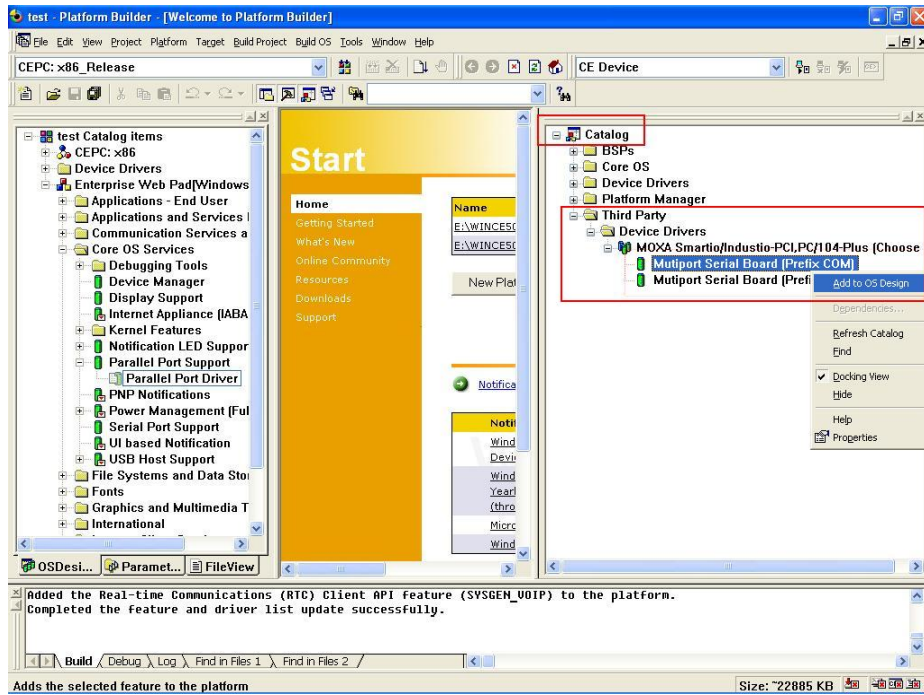 test - Platform Builder - [Welcome to Platform Builder]
File Edit View Project Platform Target Build Project Build OS Tools Window Help
CEPC: x86_Release
CE Device
test Catalog items
CEPC: x86
Device Drivers
Enterprise Web Pad[Windows
Applications - End User
Applications and Services
Communication Services a
Core OS Services
Debugging Tools
Device Manager
Display Support
Internet Appliance (IABA
Kernel Features
Notification LED Suppor
Parallel Port Support
Parallel Port Driver
PNP Notifications
Power Management (Ful
Serial Port Support
UI based Notification
USB Host Support
File Systems and Data Sto
Fonts
Graphics and Multimedia T
International
OSDesi...
Paramet...
FileView
Start
Home
Getting Started
What's New
Online Community
Resources
Downloads
Support
Name
E:\WINCE50
E:\WINCE50
New Plat
Notifica
Noti
Wind
Devi
Wind
Yearl
(thro
Micro
Wind
Catalog
BSPs
Core OS
Device Drivers
Platform Manager
Third Party
Device Drivers
MOXA Smartio/Industio-PCI,PC/104-Plus (Choose
Mutiport Serial Board (Prefix COM)
Mutiport Serial Board (Prefi
Add to OS Design
Dependencies...
Refresh Catalog
Find
Docking View
Hide
Help
Properties
Added the Real-time Communications (RTC) Client API feature (SYSGEN_VOIP) to the platform.
Completed the feature and driver list update successfully.
Build
Debug
Log
Find in Files 1
Find in Files 2
Adds the selected feature to the platform
Size: ~22885 KB